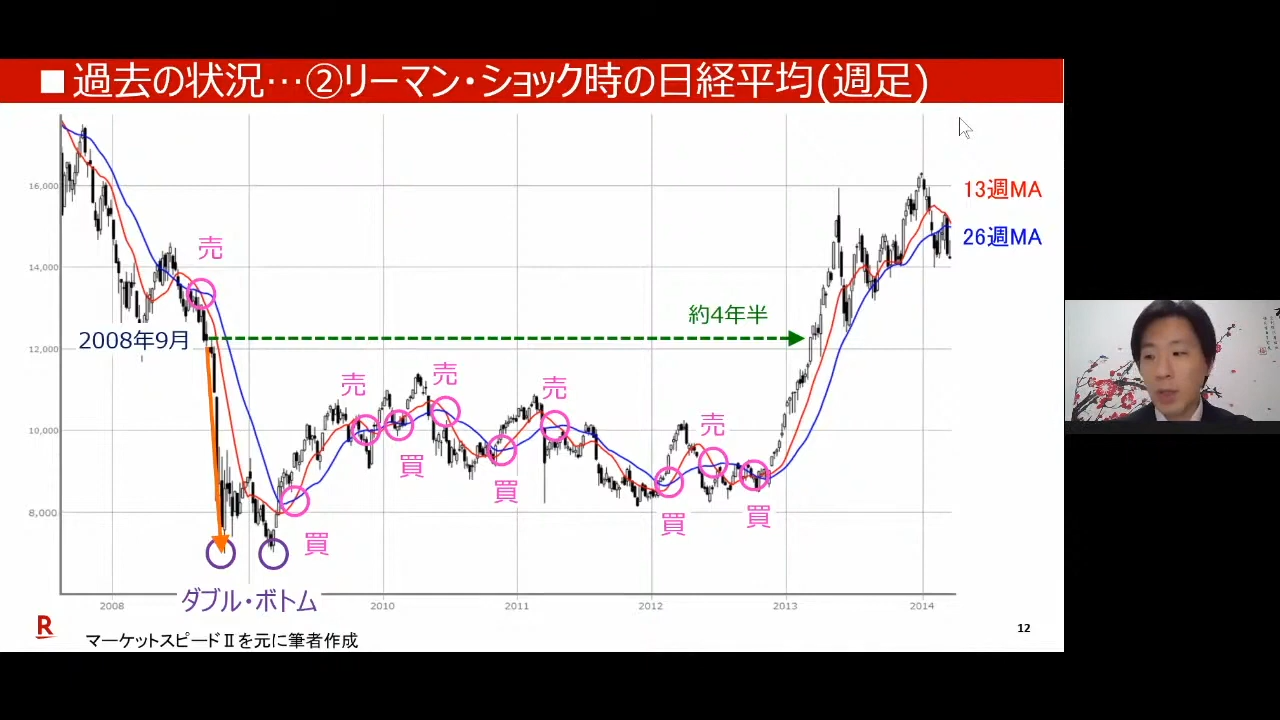 ■過去の状況…②リーマン・ショック時の日経平均(週足)
16,000
14,000
12,000
10,000
8,000
13週MA
26週MA
売
2008年9月
約4年半
売
売
売
売
買
買
買
買
買
ダブル・ボトム
2008
2010
2011
2012
2013
2014
R
マーケットスピードⅡを元に筆者作成
12